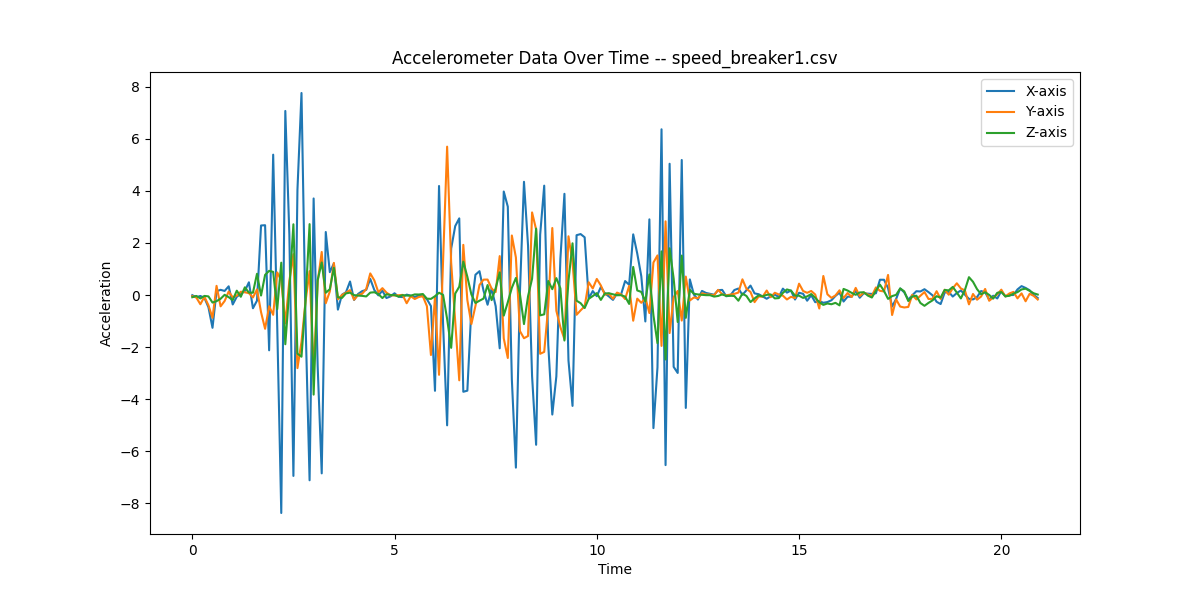 Accelerometer Data Over Time -- speed_breaker1.csv
8
6
4
2
0
−2
−4
−6
−8
Acceleration
X-axis
Y-axis
Z-axis
0
5
10
15
20
Time